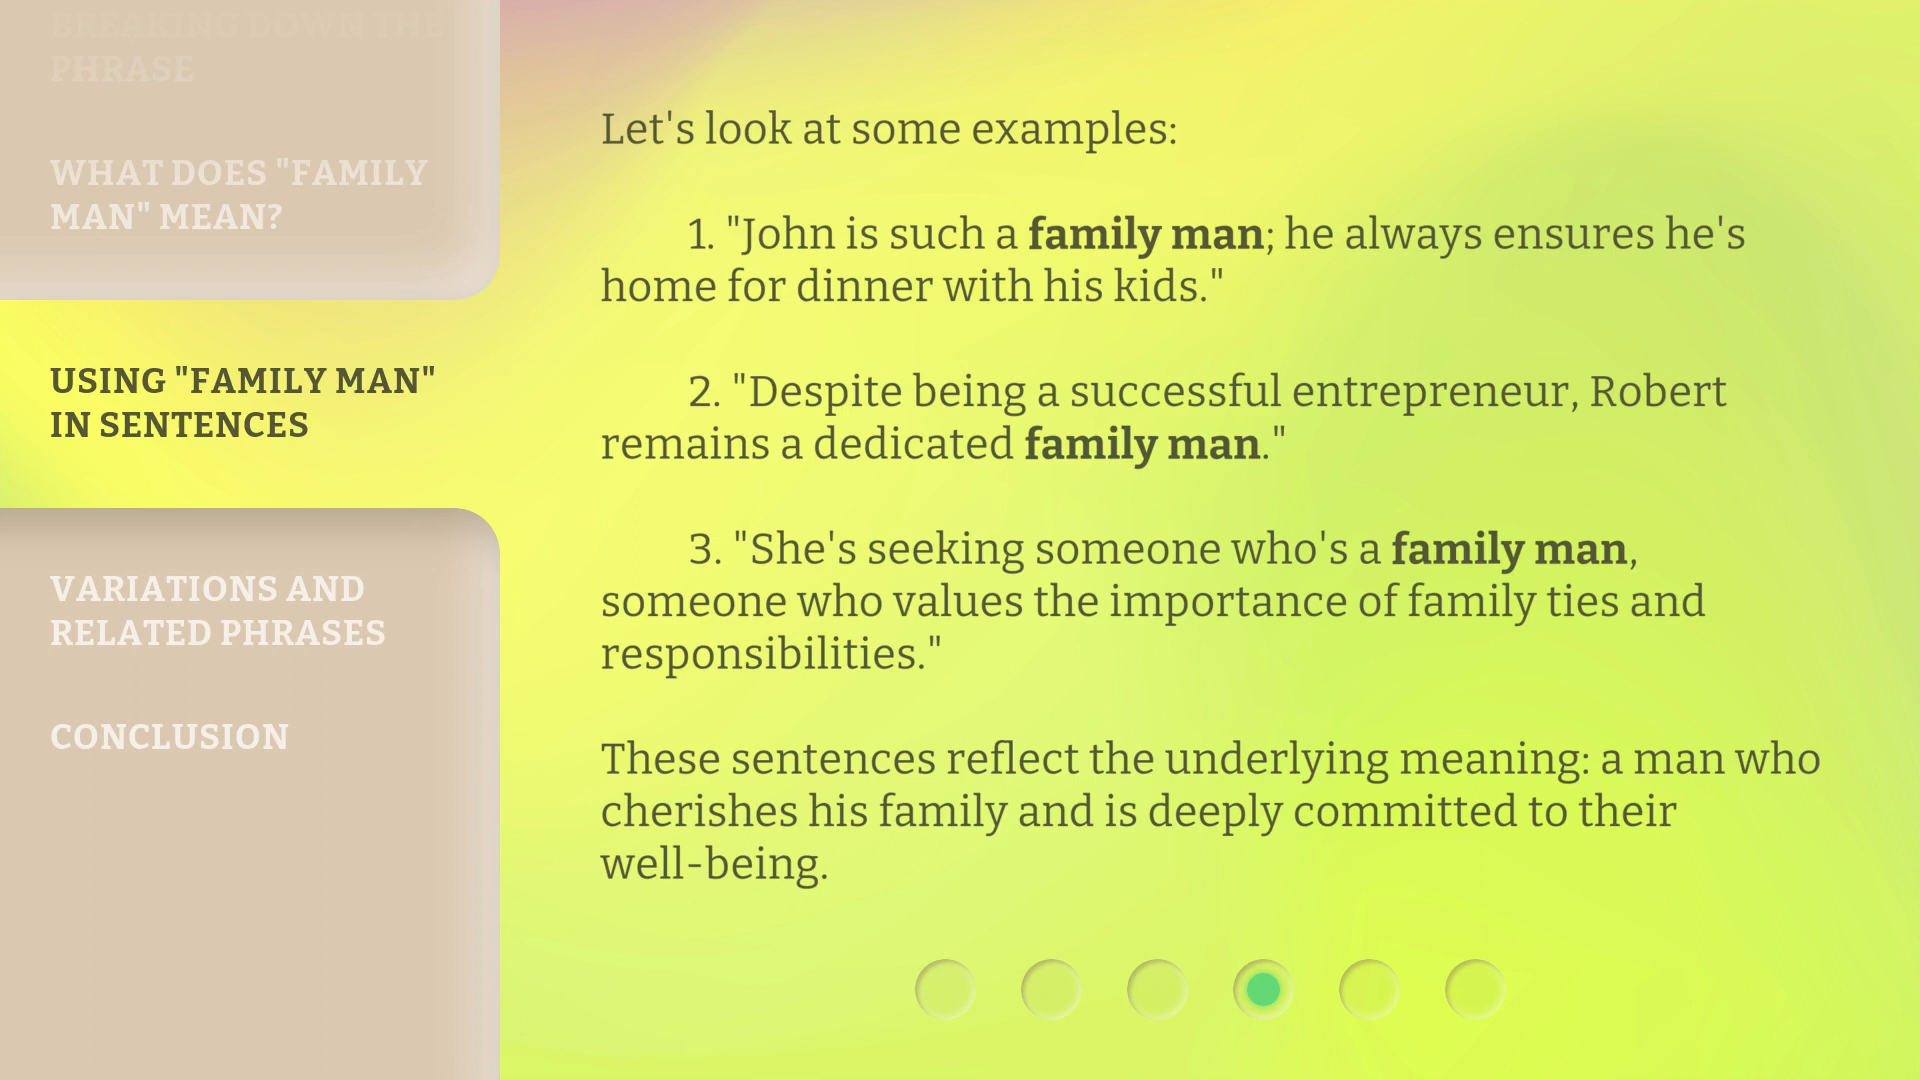 BREAKING DOWN THE
PHRASE
WHAT DOES "FAMILY
MAN" MEAN?
USING "FAMILY MAN"
IN SENTENCES
VARIATIONS AND
RELATED PHRASES
CONCLUSION
Let's look at some examples:
1. "John is such a family man; he always ensures he's
home for dinner with his kids."
2. "Despite being a successful entrepreneur, Robert
remains a dedicated family man."
3. "She's seeking someone who's a family man,
someone who values the importance of family ties and
responsibilities."
These sentences reflect the underlying meaning: a man who
cherishes his family and is deeply committed to their
well-being.